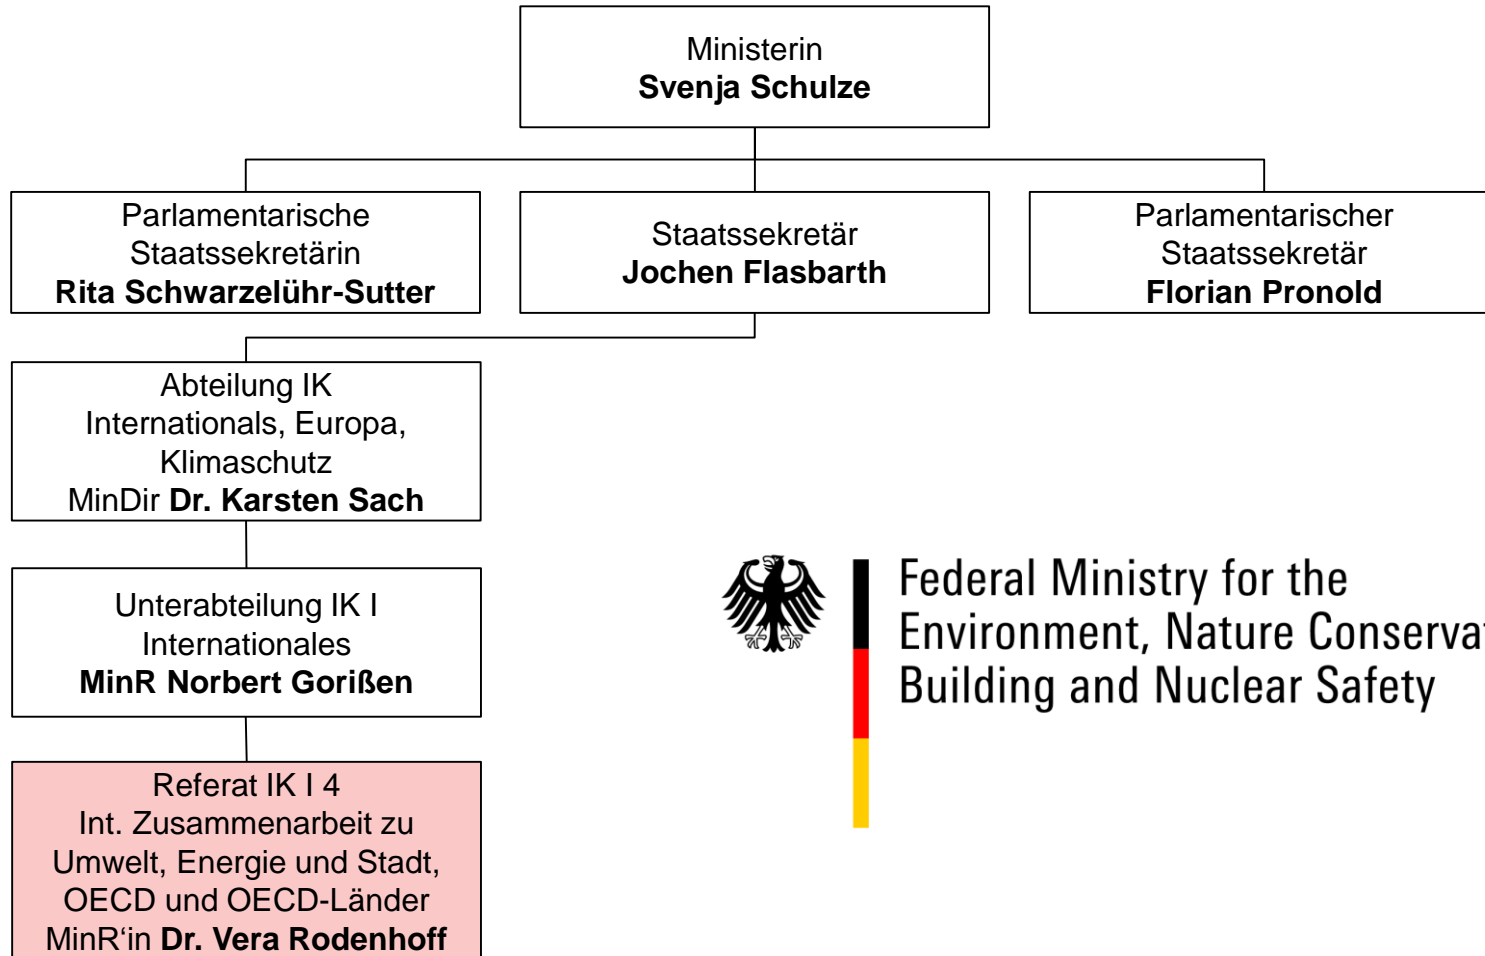 Ministerin
Svenja Schulze
Parlamentarische
Staatssekretärin
Rita Schwarzelühr-Sutter
Staatssekretär
Jochen Flasbarth
Parlamentarischer
Staatssekretär
Florian Pronold
Abteilung IK
Internationals, Europa,
Klimaschutz
MinDir Dr. Karsten Sach
Unterabteilung IK I
Internationales
MinR Norbert Gorißen
Federal Ministry for the
Environment, Nature Conservat
Building and Nuclear Safety
Referat IK I 4
Int. Zusammenarbeit zu
Umwelt, Energie und Stadt,
OECD und OECD-Länder
MinR‘in Dr. Vera Rodenhoff